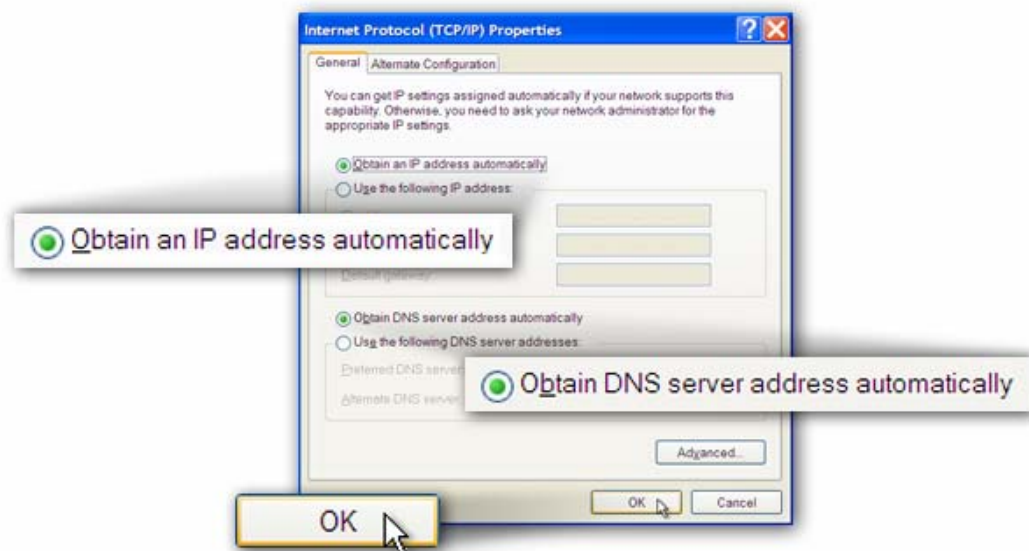 Internet Protocol (TCP/IP) Properties
General
Alternate Configuration
You can get IP settings assigned automatically if your network supports this
capability. Otherwise, you need to ask your network administrator for the
appropriate IP settings.
Obtain an IP address automatically
Use the following IP address:
Obtain an IP address automatically
Default gateway:
Obtain DNS server address automatically
Use the following DNS server addresses:
Preferred DNS server
Obtain DNS server address automatically
Alternate DNS server
Advanced...
OK
Cancel
OK